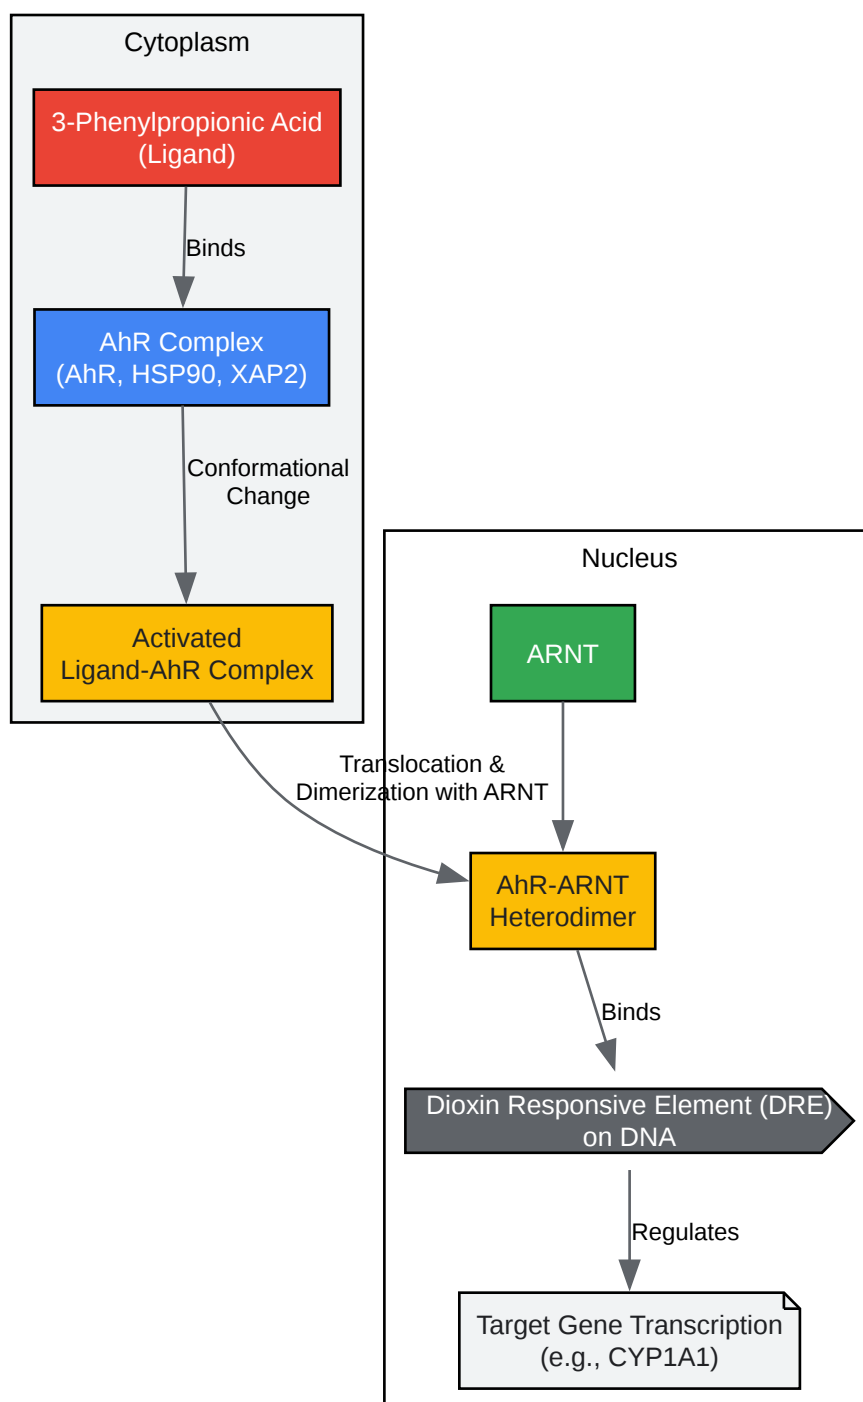 Cytoplasm
3-Phenylpropionic Acid
(Ligand)
Binds
AhR Complex
(AhR, HSP90, XAP2)
Conformational
Change
Activated
Ligand-AhR Complex
Nucleus
ARNT
Translocation &
Dimerization with ARNT
AhR-ARNT
Heterodimer
Binds
Dioxin Responsive Element (DRE)
on DNA
Regulates
Target Gene Transcription
(e.g., CYP1A1)